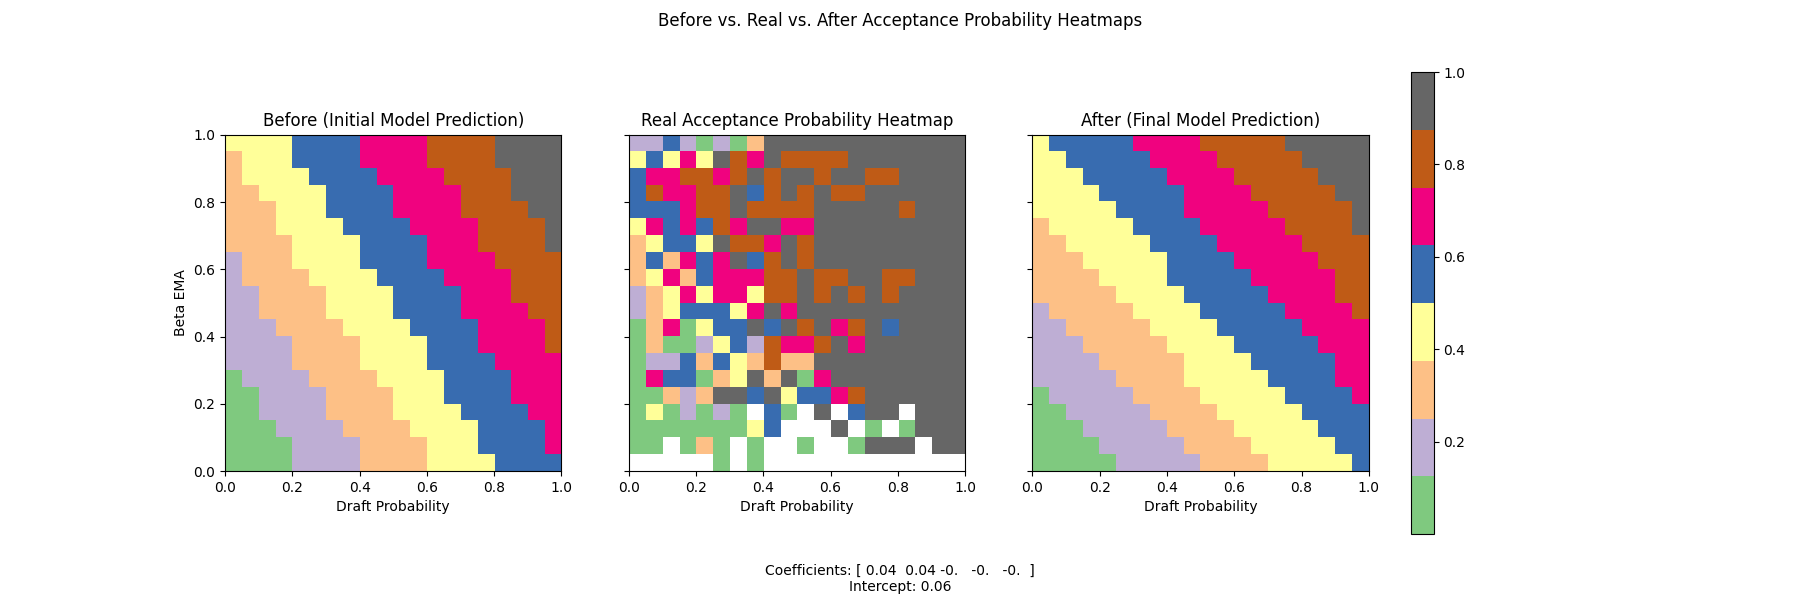 Before vs. Real vs. After Acceptance Probability Heatmaps
Before (Initial Model Prediction)
Real Acceptance Probability Heatmap
After (Final Model Prediction)
Beta EMA
1.0
0.8
0.6
0.4
0.2
0.0
0.0 0.2 0.4 0.6 0.8 1.0
Draft Probability
0.0 0.2 0.4 0.6 0.8 1.0
Draft Probability
0.0 0.2 0.4 0.6 0.8 1.0
Draft Probability
1.0
0.8
0.6
0.4
0.2
Coefficients: [ 0.04 0.04 -0. -0. -0. ]
Intercept: 0.06